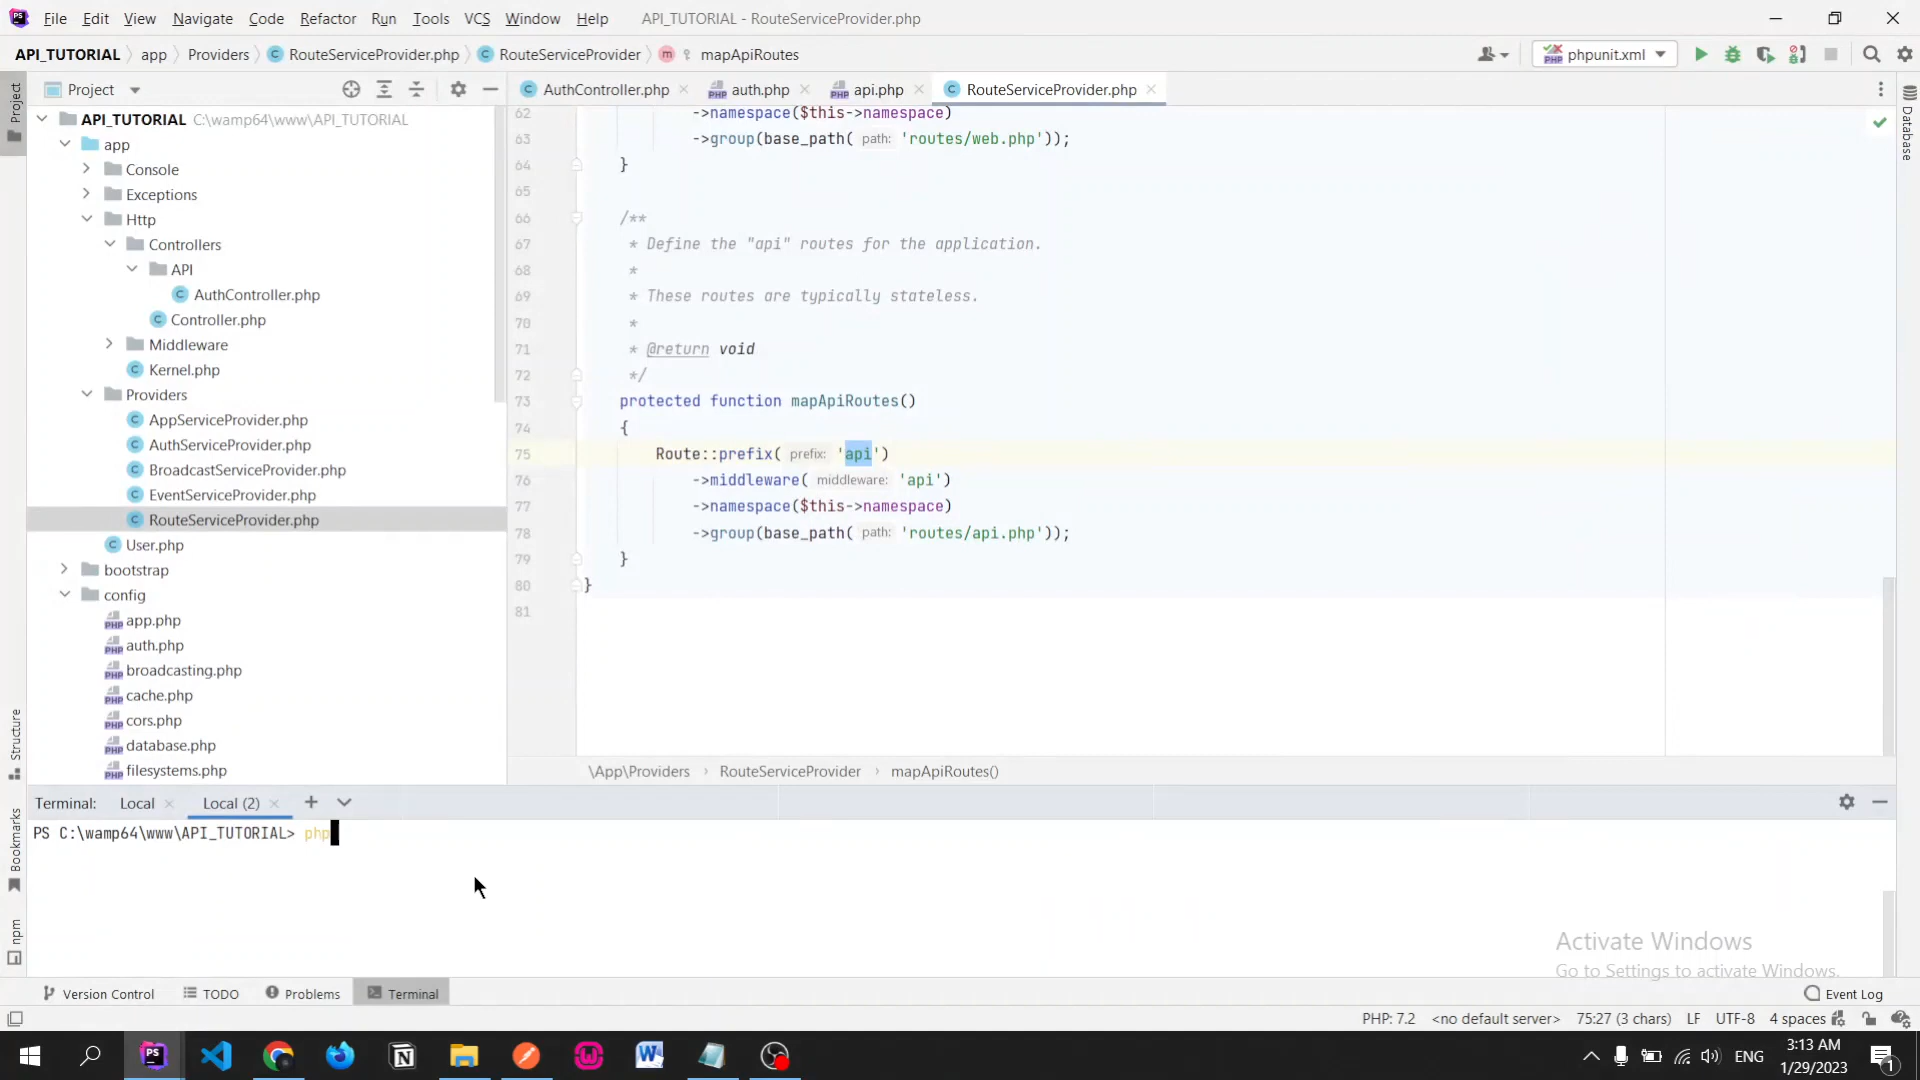 File Edit View Navigate Code Refactor Run Tools VCS Window Help API_TUTORIAL - RouteServiceProvider.php
API_TUTORIAL app Providers RouteServiceProvider.php RouteServiceProvider mapApiRoutes phpunit.xml
Project
AuthController.php auth.php api.php RouteServiceProvider.php
API_TUTORIAL C:\wamp64\www\API_TUTORIAL
app
Console
Exceptions
Http
Controllers
API
AuthController.php
Controller.php
Middleware
Kernel.php
Providers
AppServiceProvider.php
AuthServiceProvider.php
BroadcastServiceProvider.php
EventServiceProvider.php
RouteServiceProvider.php
User.php
bootstrap
config
app.php
auth.php
broadcasting.php
cache.php
cors.php
database.php
filesystems.php
62 ->namespace($this->namespace)
63 ->group(base_path( path: 'routes/web.php'));
64 }
65
66 /**
67 * Define the "api" routes for the application.
68 *
69 * These routes are typically stateless.
70 *
71 * @return void
72 */
73 protected function mapApiRoutes()
74 {
75 Route::prefix( prefix: 'api')
76 ->middleware( middleware: 'api')
77 ->namespace($this->namespace)
78 ->group(base_path( path: 'routes/api.php'));
79 }
80 }
81
\App\Providers RouteServiceProvider mapApiRoutes()
Project
Structure
Bookmarks
npm
Database
Terminal: Local Local (2)
PS C:\wamp64\www\API_TUTORIAL> php
Activate Windows
Go to Settings to activate Windows.
Version Control TODO Problems Terminal Event Log
PHP: 7.2 <no default server> 75:27 (3 chars) LF UTF-8 4 spaces
PS N W ENG 3:13 AM
1/29/2023
1